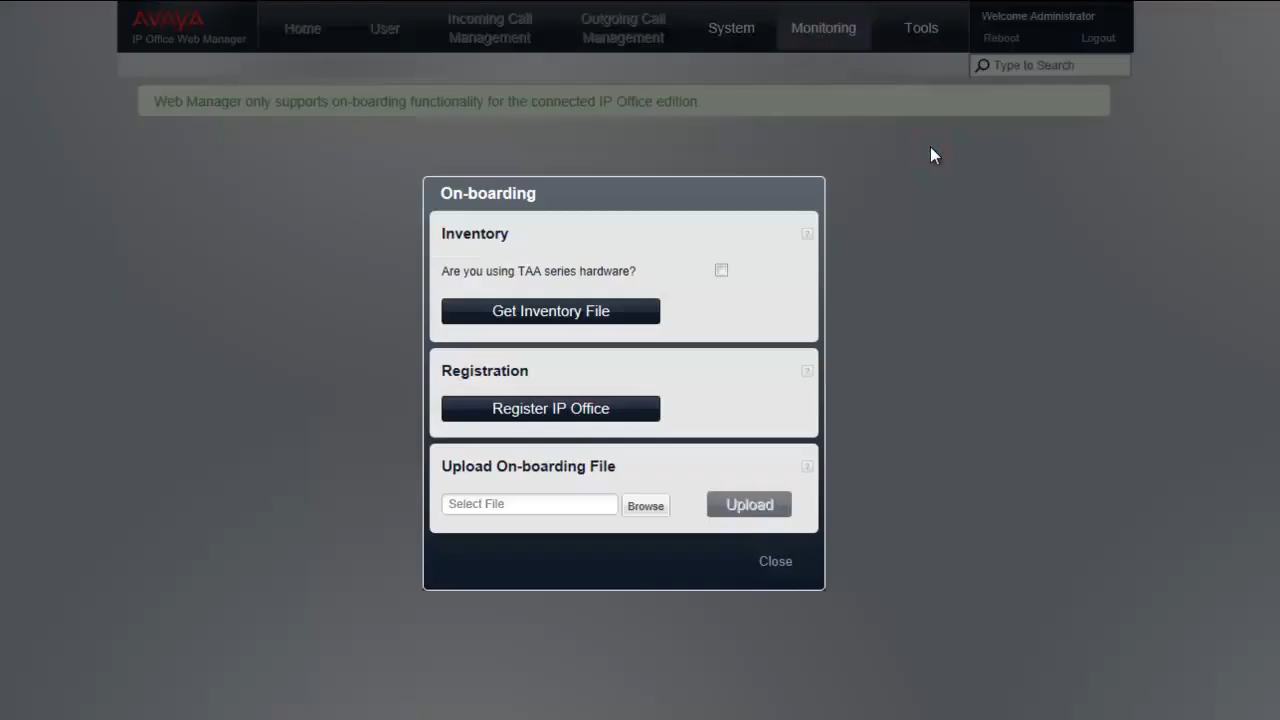 AVAYA
IP Office Web Manager
Home
User
Incoming Call
Management
Outgoing Call
Management
System
Monitoring
Tools
Welcome Administrator
Reboot
Logout
Type to Search
Web Manager only supports on-boarding functionality for the connected IP Office edition
On-boarding
Inventory
?
Are you using TAA series hardware?
Get Inventory File
Registration
?
Register IP Office
Upload On-boarding File
?
Select File
Browse
Upload
Close